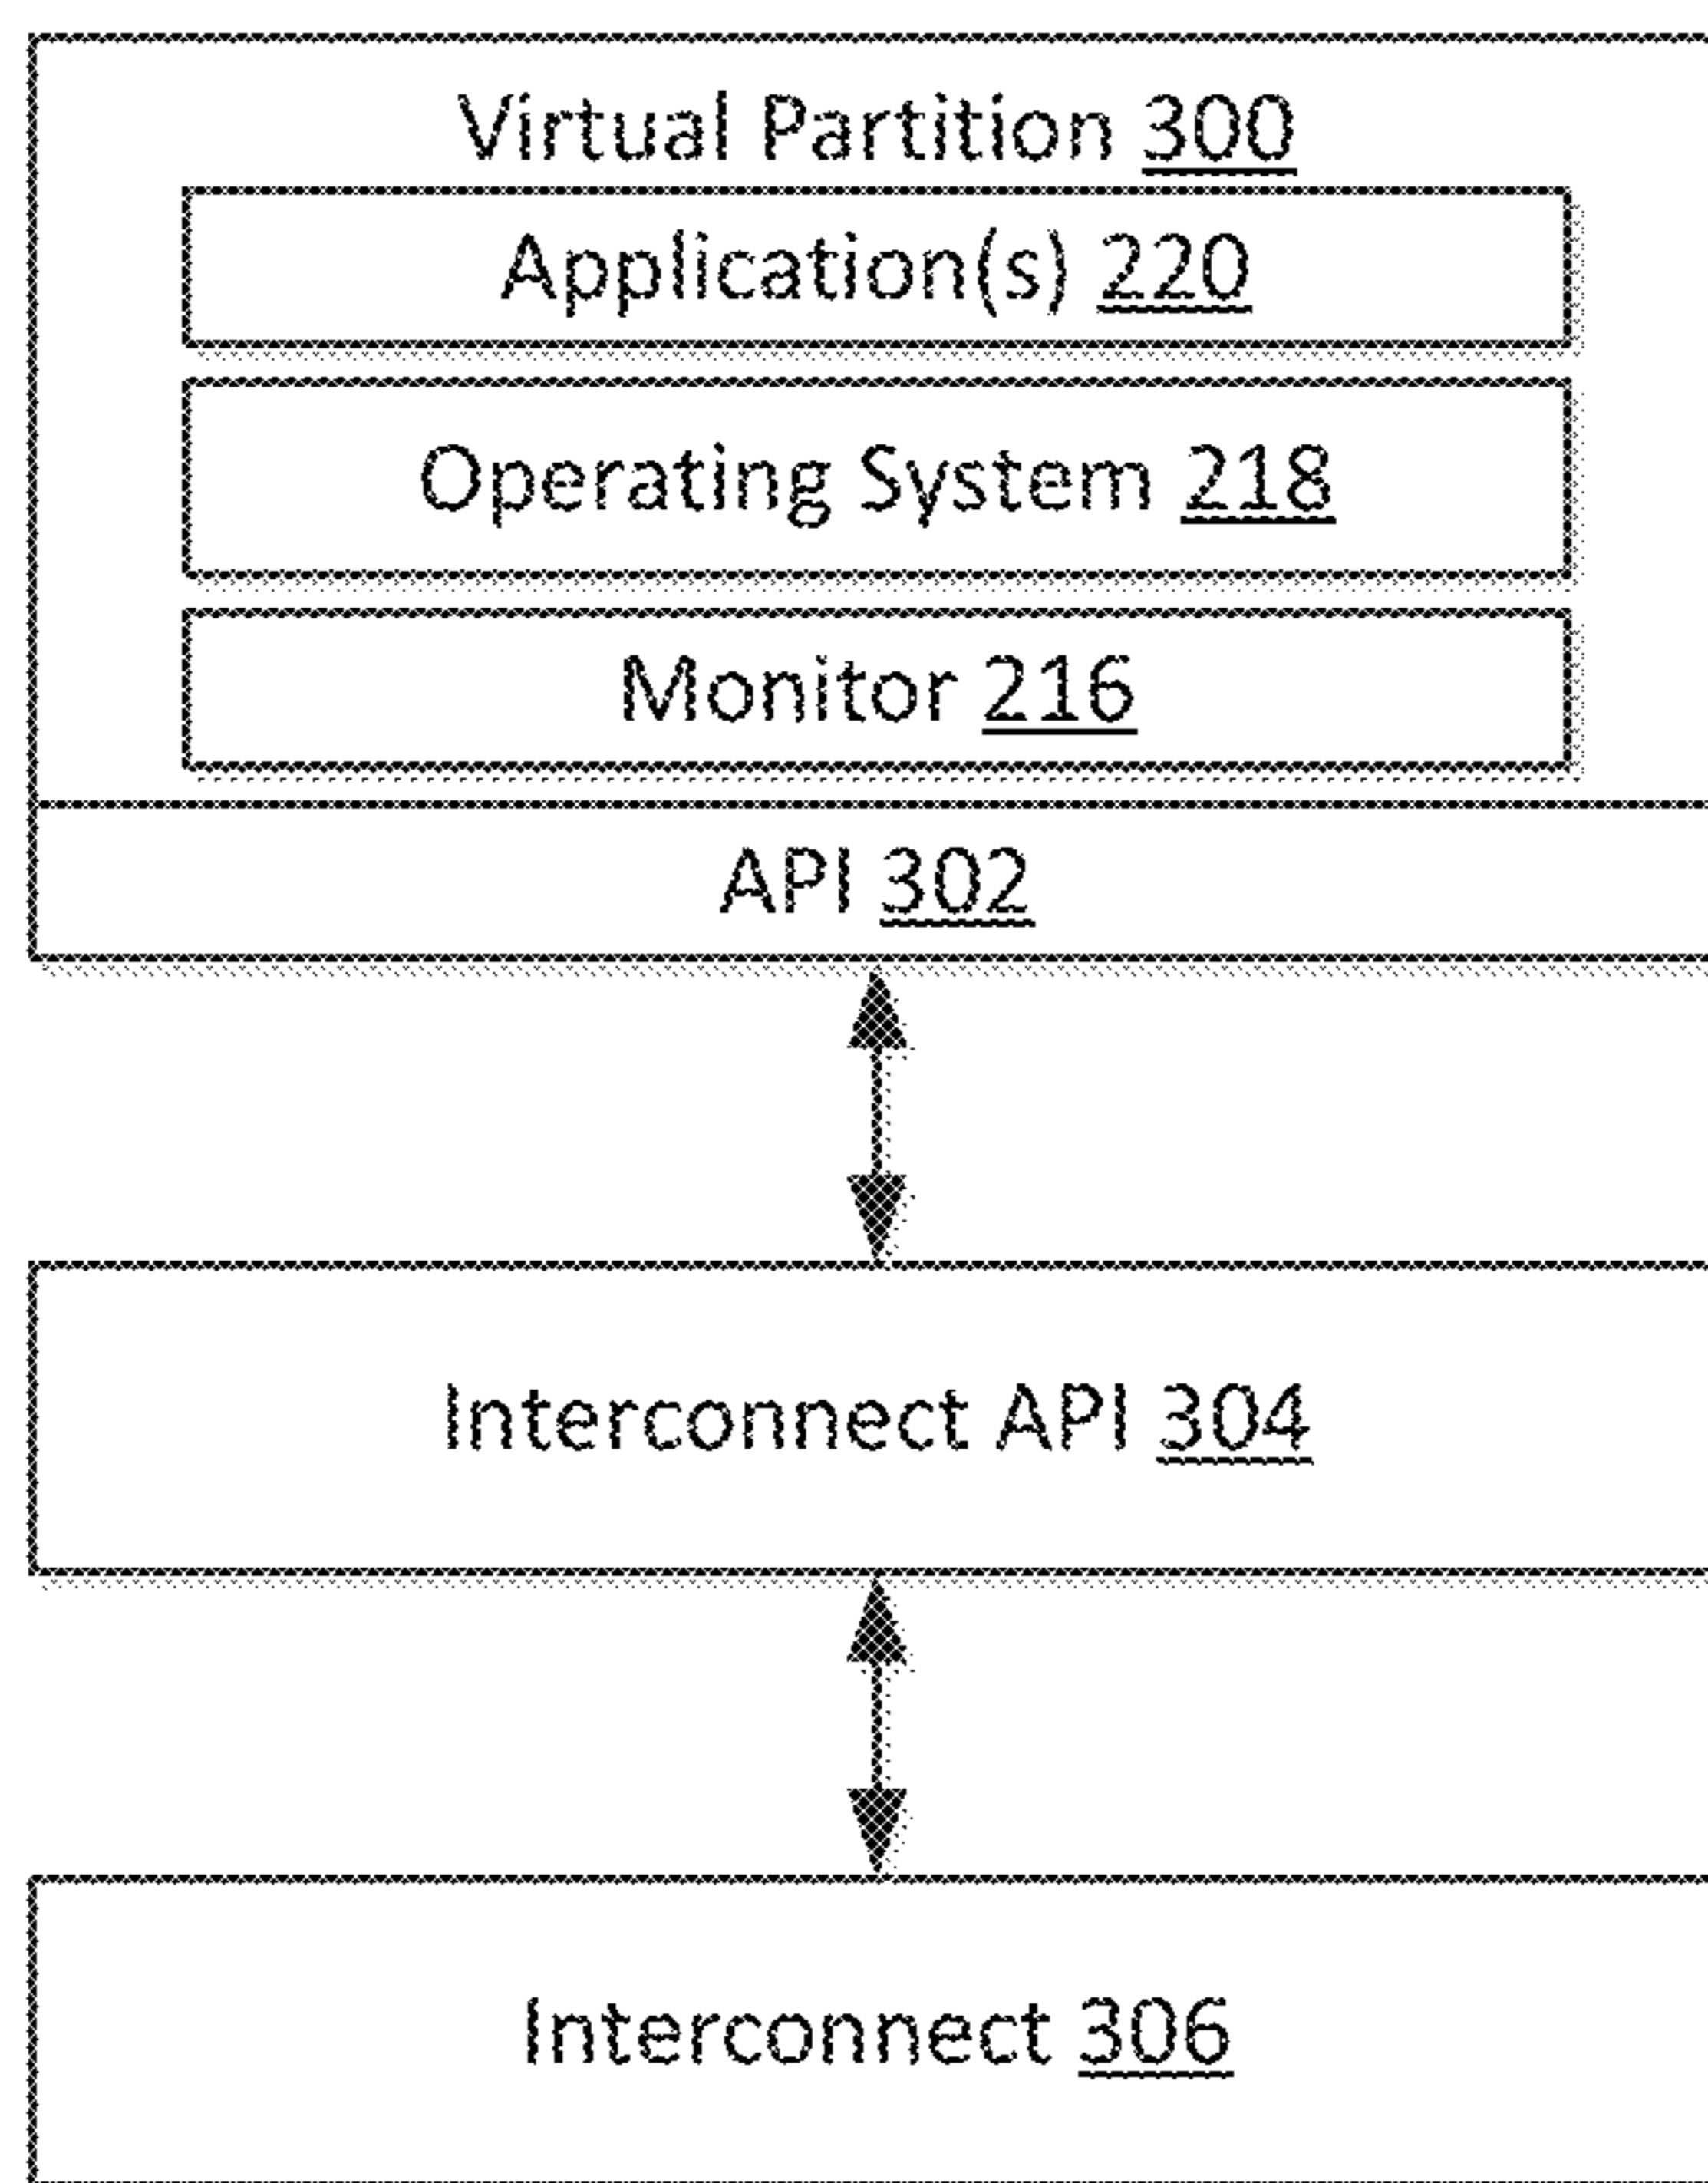 Virtual Partition 300
Application(s) 220
Operating System 218
Monitor 216
API 302
Interconnect API 304
Interconnect 306